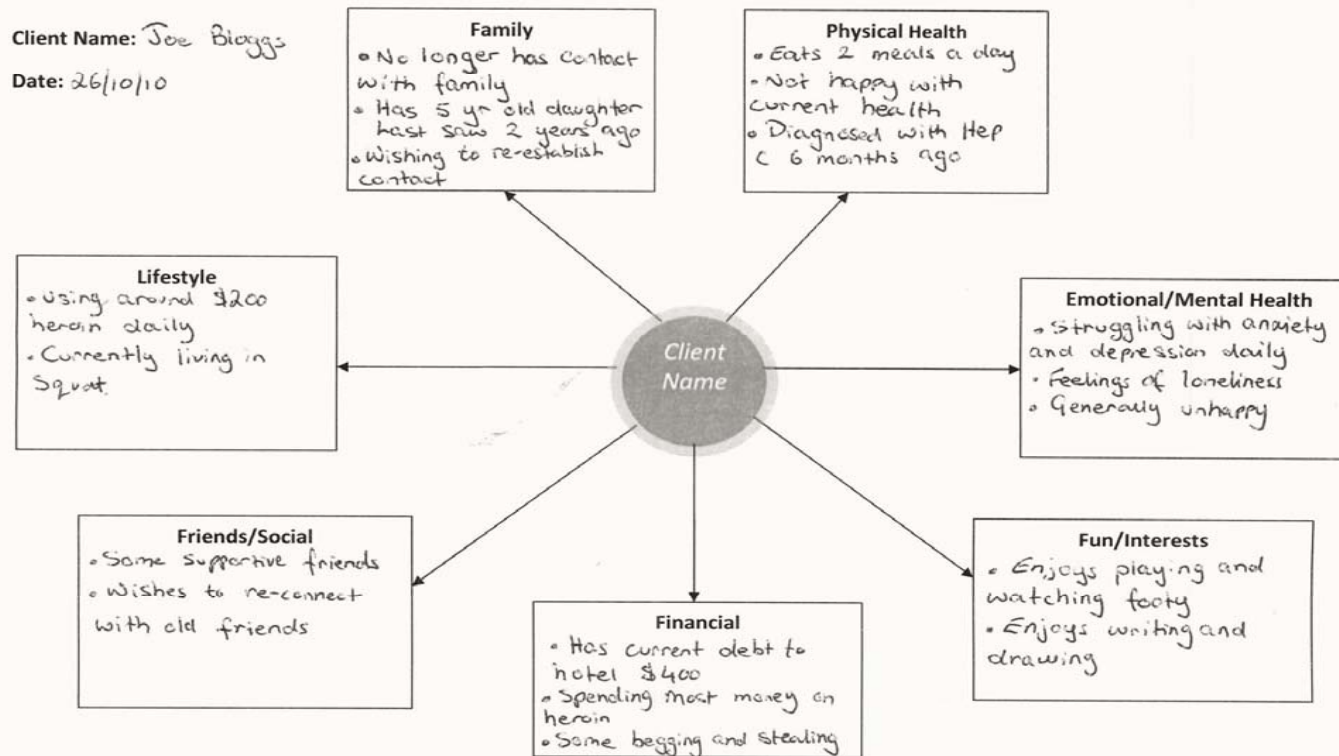 Client Name: Joe Bloggs
Date: 26/10/10
Family
• No longer has contact
with family
• Has 5 yr old daughter
last saw 2 years ago
• Wishing to re-establish
contact
Physical Health
• Eats 2 meals a day
• Not happy with
current health
• Diagnosed with Hep
C 6 months ago
Lifestyle
• Using around $200
heroin daily
• Currently living in
Squat.
Client
Name
Emotional/Mental Health
• Struggling with anxiety
and depression daily
• Feelings of loneliness
• Generally unhappy
Friends/Social
• Some supportive friends
• Wishes to re-connect
with old friends
Financial
• Has current debt to
hotel $400
• Spending most money on
heroin
• Some begging and stealing
Fun/Interests
• Enjoys playing and
watching footy
• Enjoys writing and
drawing